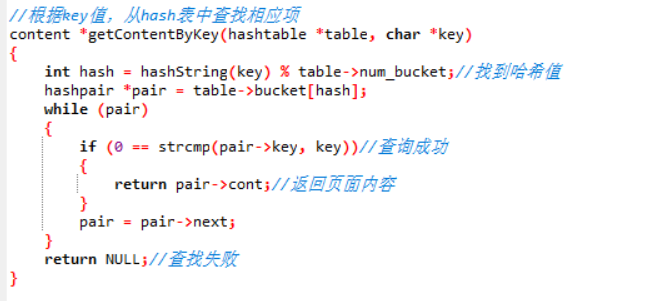 //根据key值，从hash表中查找相应项
content *getContentByKey(hashtable *table, char *key)
{
    int hash = hashString(key) % table->num_bucket;//找到哈希值
    hashpair *pair = table->bucket[hash];
    while (pair)
    {
        if (0 == strcmp(pair->key, key))//查询成功
        {
            return pair->cont;//返回页面内容
        }
        pair = pair->next;
    }
    return NULL;//查找失败
}